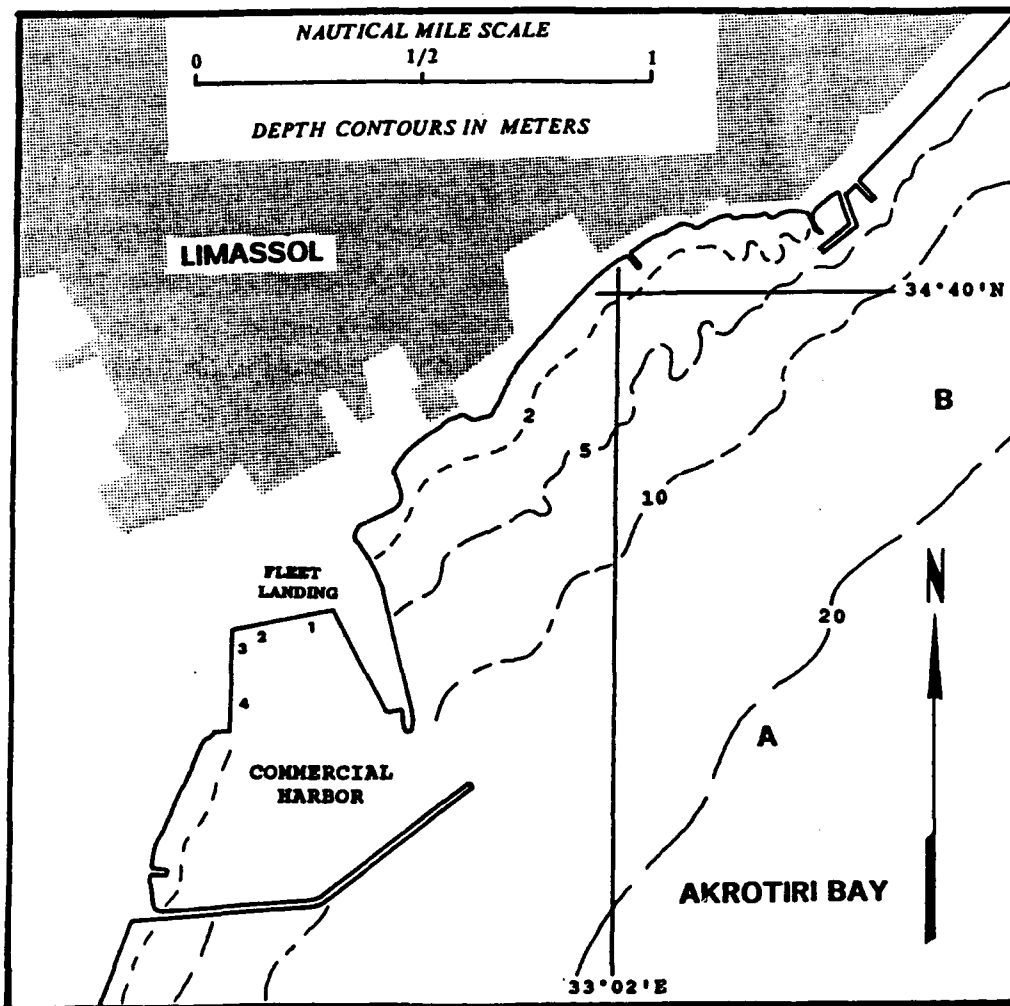 NAUTICAL MILE SCALE
0 1/2 1
DEPTH CONTOURS IN METERS
LIMASSOL
34°40'N
B
2
5
10
20
FLEET
LANDING
1
2
3
4
N
A
COMMERCIAL
HARBOR
AKROTIRI BAY
33°02'E